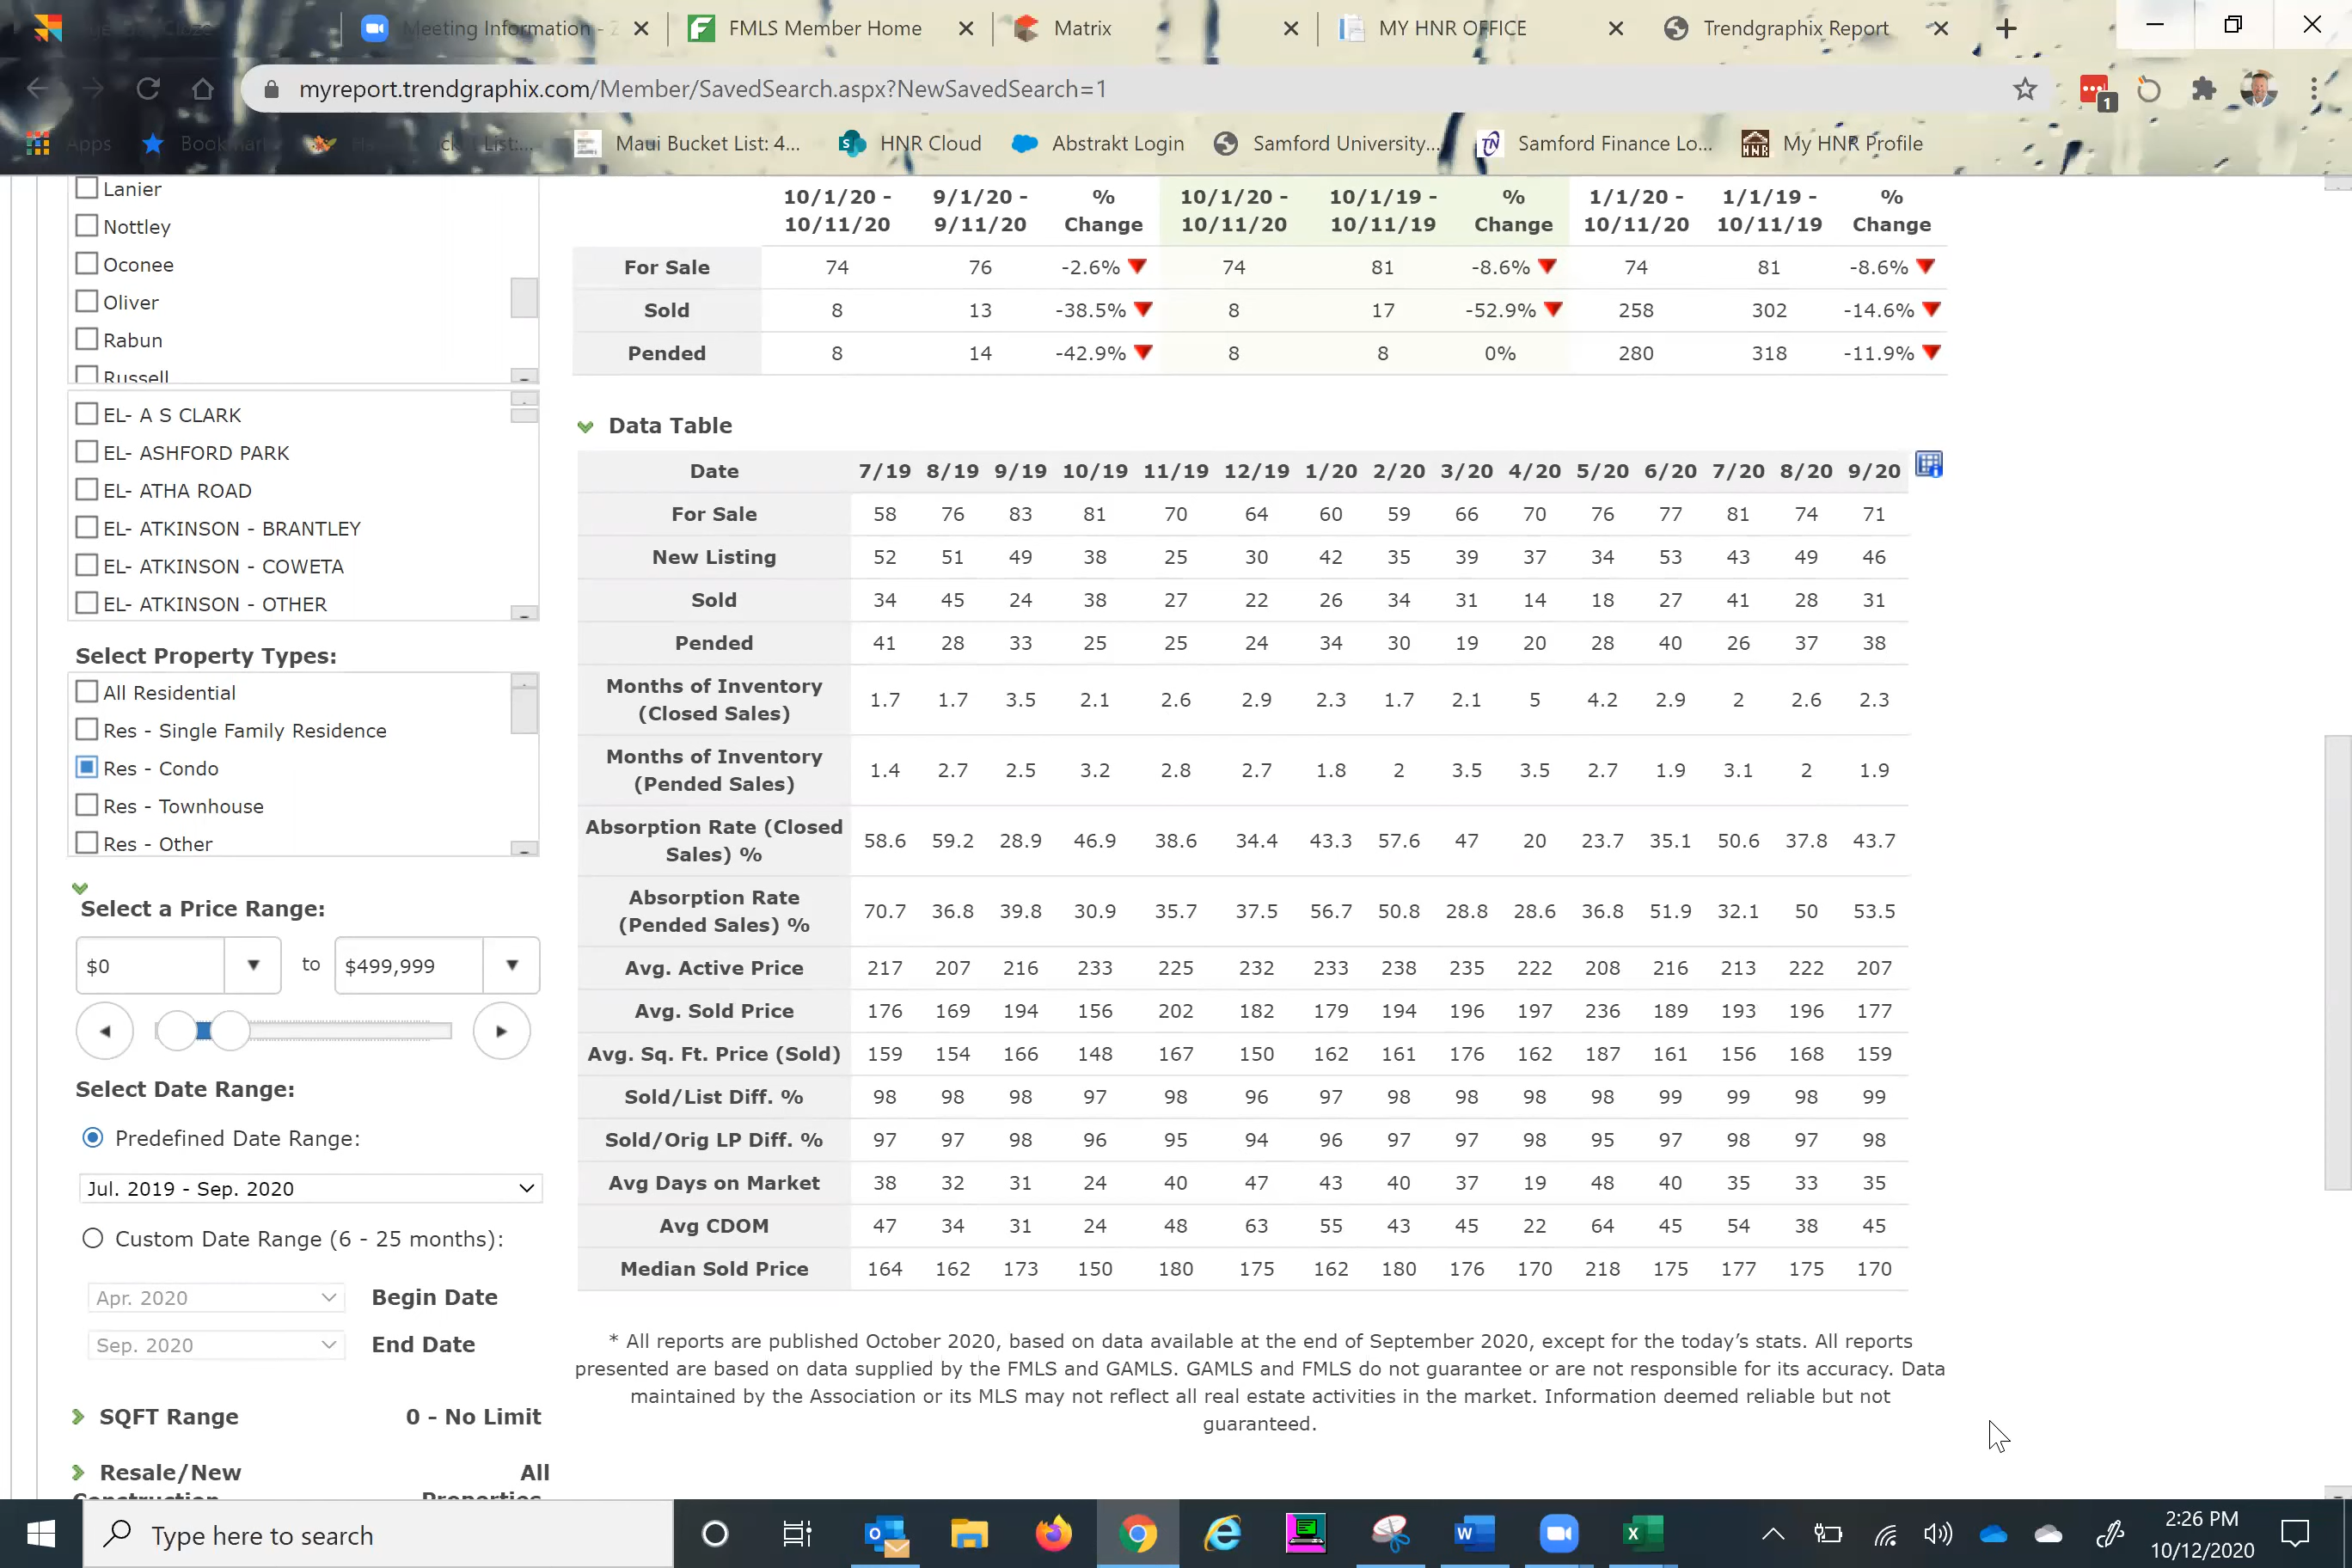 Meeting Information - Z
FMLS Member Home
Matrix
MY HNR OFFICE
Trendgraphix Report
myreport.trendgraphix.com/Member/SavedSearch.aspx?NewSavedSearch=1
1
Apps
Maui Bucket List: 4...
HNR Cloud
Abstrakt Login
Samford University...
Samford Finance Lo...
My HNR Profile
Lanier
Nottley
Oconee
Oliver
Rabun
Russell
EL- A S CLARK
EL- ASHFORD PARK
EL- ATHA ROAD
EL- ATKINSON - BRANTLEY
EL- ATKINSON - COWETA
EL- ATKINSON - OTHER
Select Property Types:
All Residential
Res - Single Family Residence
Res - Condo
Res - Townhouse
Res - Other
Select a Price Range:
$0 to $499,999
Select Date Range:
Predefined Date Range:
Jul. 2019 - Sep. 2020
Custom Date Range (6 - 25 months):
Apr. 2020 Begin Date
Sep. 2020 End Date
SQFT Range 0 - No Limit
Resale/New All
Construction Properties
10/1/20 - 9/1/20 - % 10/1/20 - 10/1/19 - % 1/1/20 - 1/1/19 - %
10/11/20 9/11/20 Change 10/11/20 10/11/19 Change 10/11/20 10/11/19 Change
For Sale 74 76 -2.6% 74 81 -8.6% 74 81 -8.6%
Sold 8 13 -38.5% 8 17 -52.9% 258 302 -14.6%
Pended 8 14 -42.9% 8 8 0% 280 318 -11.9%
Data Table
Date 7/19 8/19 9/19 10/19 11/19 12/19 1/20 2/20 3/20 4/20 5/20 6/20 7/20 8/20 9/20
For Sale 58 76 83 81 70 64 60 59 66 70 76 77 81 74 71
New Listing 52 51 49 38 25 30 42 35 39 37 34 53 43 49 46
Sold 34 45 24 38 27 22 26 34 31 14 18 27 41 28 31
Pended 41 28 33 25 25 24 34 30 19 20 28 40 26 37 38
Months of Inventory
(Closed Sales) 1.7 1.7 3.5 2.1 2.6 2.9 2.3 1.7 2.1 5 4.2 2.9 2 2.6 2.3
Months of Inventory
(Pended Sales) 1.4 2.7 2.5 3.2 2.8 2.7 1.8 2 3.5 3.5 2.7 1.9 3.1 2 1.9
Absorption Rate (Closed
Sales) % 58.6 59.2 28.9 46.9 38.6 34.4 43.3 57.6 47 20 23.7 35.1 50.6 37.8 43.7
Absorption Rate
(Pended Sales) % 70.7 36.8 39.8 30.9 35.7 37.5 56.7 50.8 28.8 28.6 36.8 51.9 32.1 50 53.5
Avg. Active Price 217 207 216 233 225 232 233 238 235 222 208 216 213 222 207
Avg. Sold Price 176 169 194 156 202 182 179 194 196 197 236 189 193 196 177
Avg. Sq. Ft. Price (Sold) 159 154 166 148 167 150 162 161 176 162 187 161 156 168 159
Sold/List Diff. % 98 98 98 97 98 96 97 98 98 98 98 99 99 98 99
Sold/Orig LP Diff. % 97 97 98 96 95 94 96 97 97 98 95 97 98 97 98
Avg Days on Market 38 32 31 24 40 47 43 40 37 19 48 40 35 33 35
Avg CDOM 47 34 31 24 48 63 55 43 45 22 64 45 54 38 45
Median Sold Price 164 162 173 150 180 175 162 180 176 170 218 175 177 175 170
* All reports are published October 2020, based on data available at the end of September 2020, except for the today's stats. All reports
presented are based on data supplied by the FMLS and GAMLS. GAMLS and FMLS do not guarantee or are not responsible for its accuracy. Data
maintained by the Association or its MLS may not reflect all real estate activities in the market. Information deemed reliable but not
guaranteed.
Type here to search
2:26 PM
10/12/2020